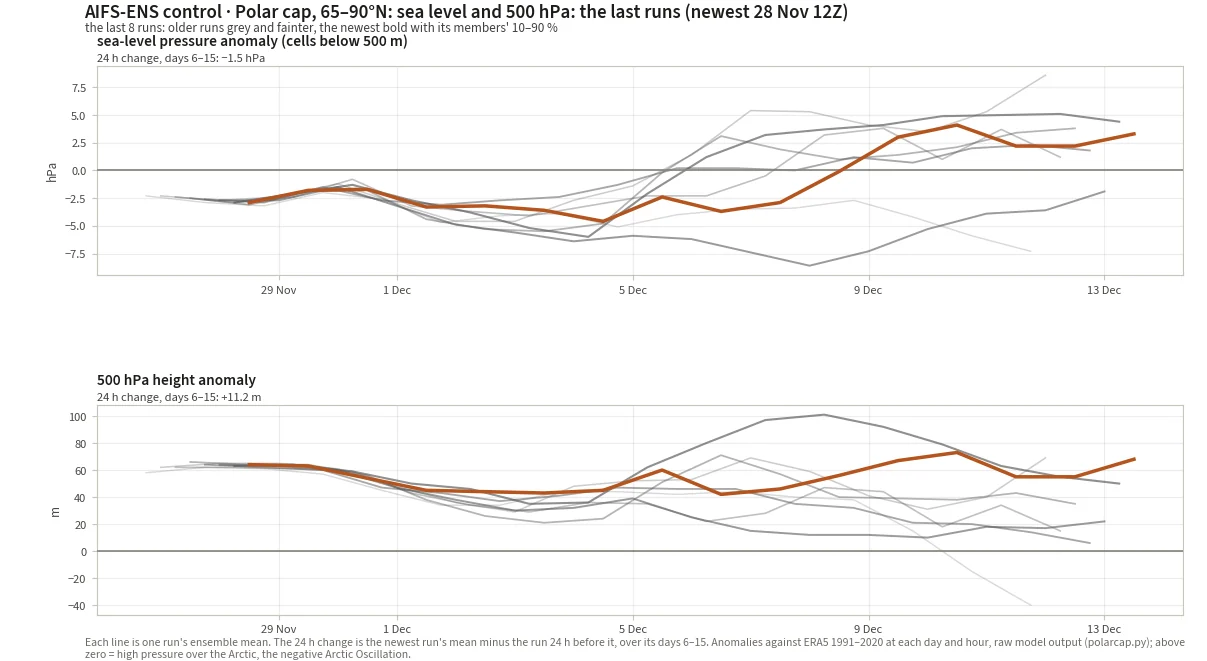 AIFS-ENS control · Polar cap, 65–90°N: sea level and 500 hPa: the last runs (newest 28 Nov 12Z)
the last 8 runs: older runs grey and fainter, the newest bold with its members' 10–90 %
sea-level pressure anomaly (cells below 500 m)
24 h change, days 6–15: −1.5 hPa
7.5
5.0
2.5
0.0
−2.5
−5.0
−7.5
hPa
29 Nov
1 Dec
5 Dec
9 Dec
13 Dec
500 hPa height anomaly
24 h change, days 6–15: +11.2 m
100
80
60
40
20
0
−20
−40
m
29 Nov
1 Dec
5 Dec
9 Dec
13 Dec
Each line is one run's ensemble mean. The 24 h change is the newest run's mean minus the run 24 h before it, over its days 6–15. Anomalies against ERA5 1991–2020 at each day and hour, raw model output (polarcap.py); above
zero = high pressure over the Arctic, the negative Arctic Oscillation.